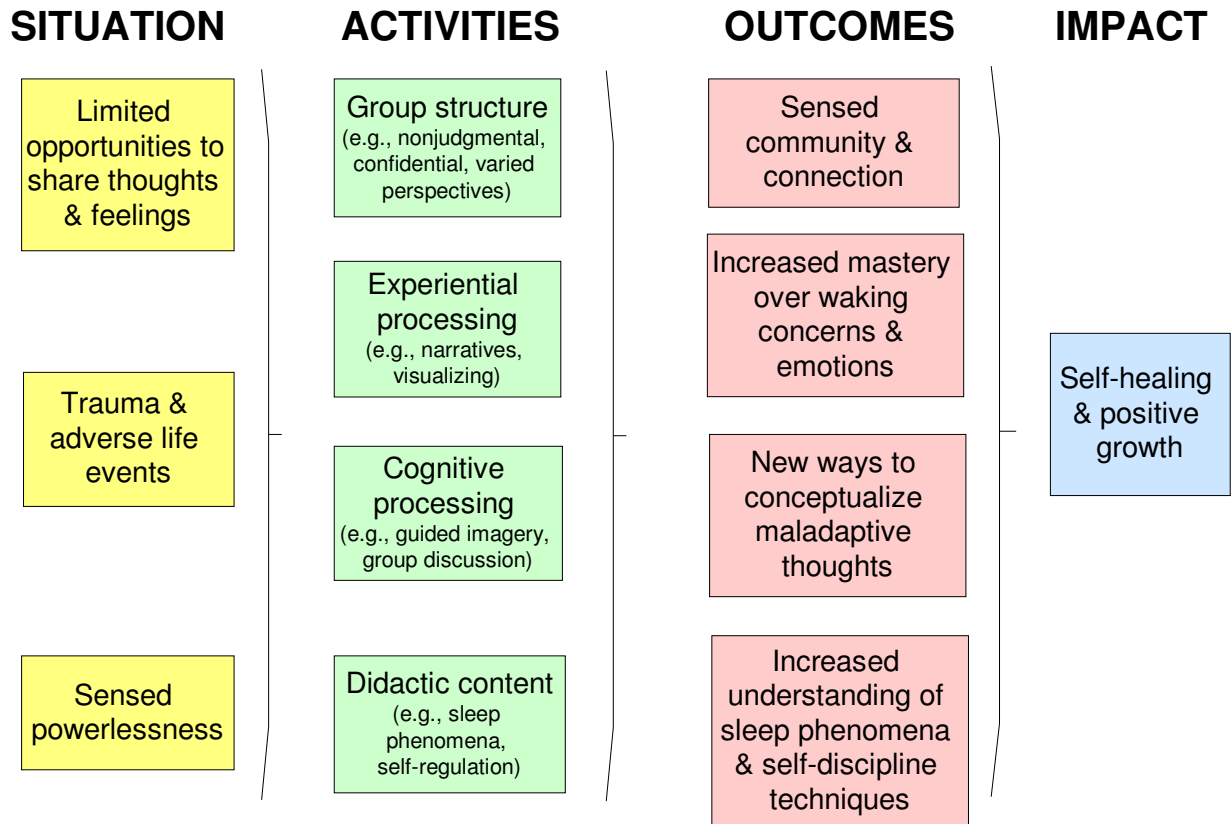 SITUATION
ACTIVITIES
OUTCOMES
IMPACT
Limited
opportunities to
share thoughts
& feelings
Trauma &
adverse life
events
Sensed
powerlessness
Group structure
(e.g., nonjudgmental,
confidential, varied
perspectives)
Experiential
processing
(e.g., narratives,
visualizing)
Cognitive
processing
(e.g., guided imagery,
group discussion)
Didactic content
(e.g., sleep
phenomena,
self-regulation)
Sensed
community &
connection
Increased mastery
over waking
concerns &
emotions
New ways to
conceptualize
maladaptive
thoughts
Increased
understanding of
sleep phenomena
& self-discipline
techniques
Self-healing
& positive
growth